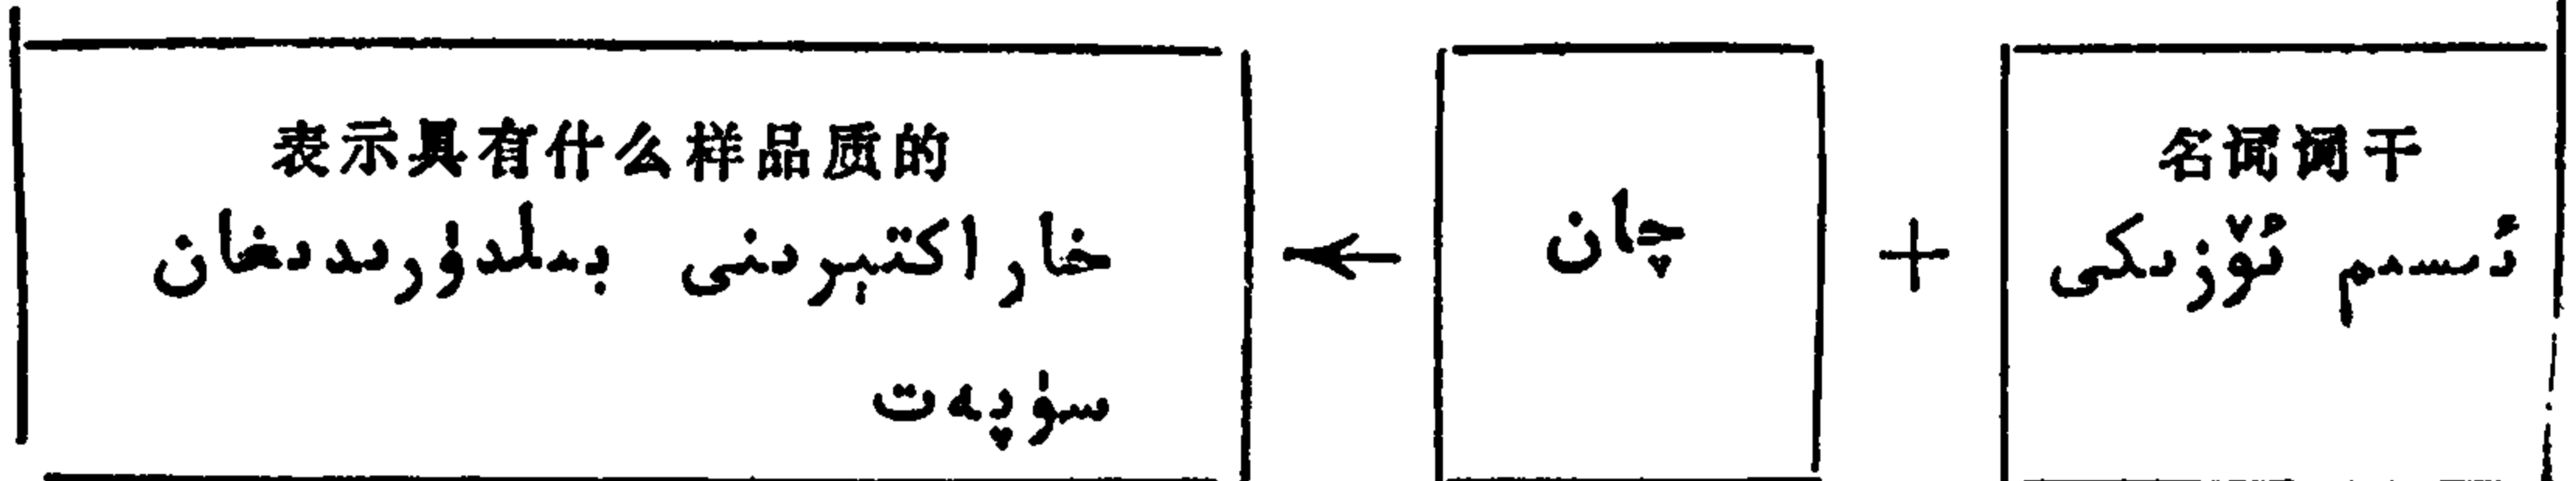 名词词干
ئىسىم ئۆزىكى
+
چان
←
表示具有什么样品质的
خاراكتېرىنى بىلدۈرىدىغان
سۈپەت